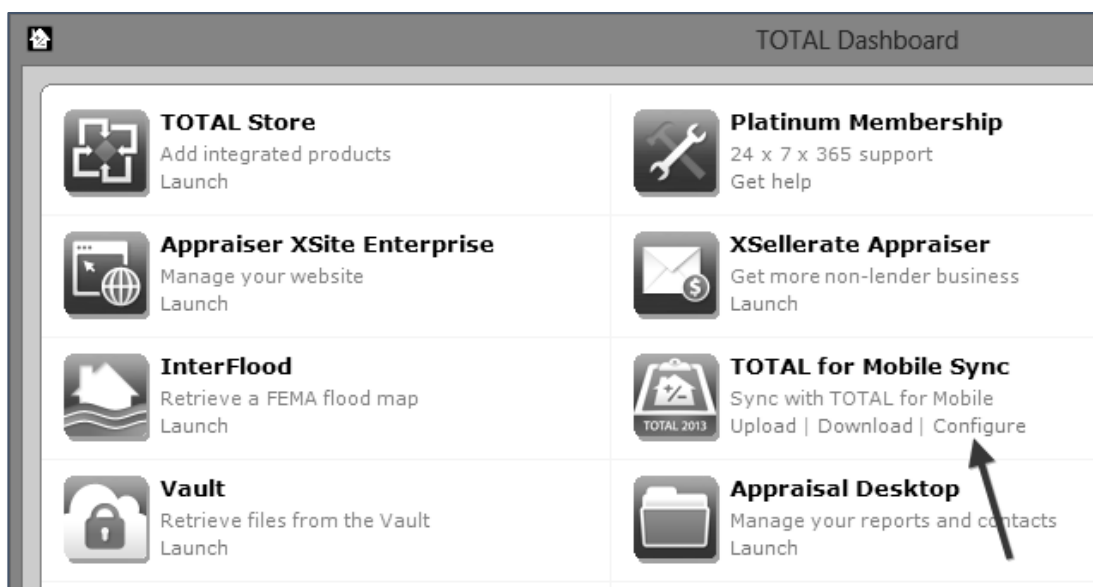 TOTAL Dashboard
TOTAL Store
Add integrated products
Launch
Platinum Membership
24 x 7 x 365 support
Get help
Appraiser XSite Enterprise
Manage your website
Launch
XSellerate Appraiser
Get more non-lender business
Launch
InterFlood
Retrieve a FEMA flood map
Launch
TOTAL 2013
TOTAL for Mobile Sync
Sync with TOTAL for Mobile
Upload | Download | Configure
Vault
Retrieve files from the Vault
Launch
Appraisal Desktop
Manage your reports and contacts
Launch